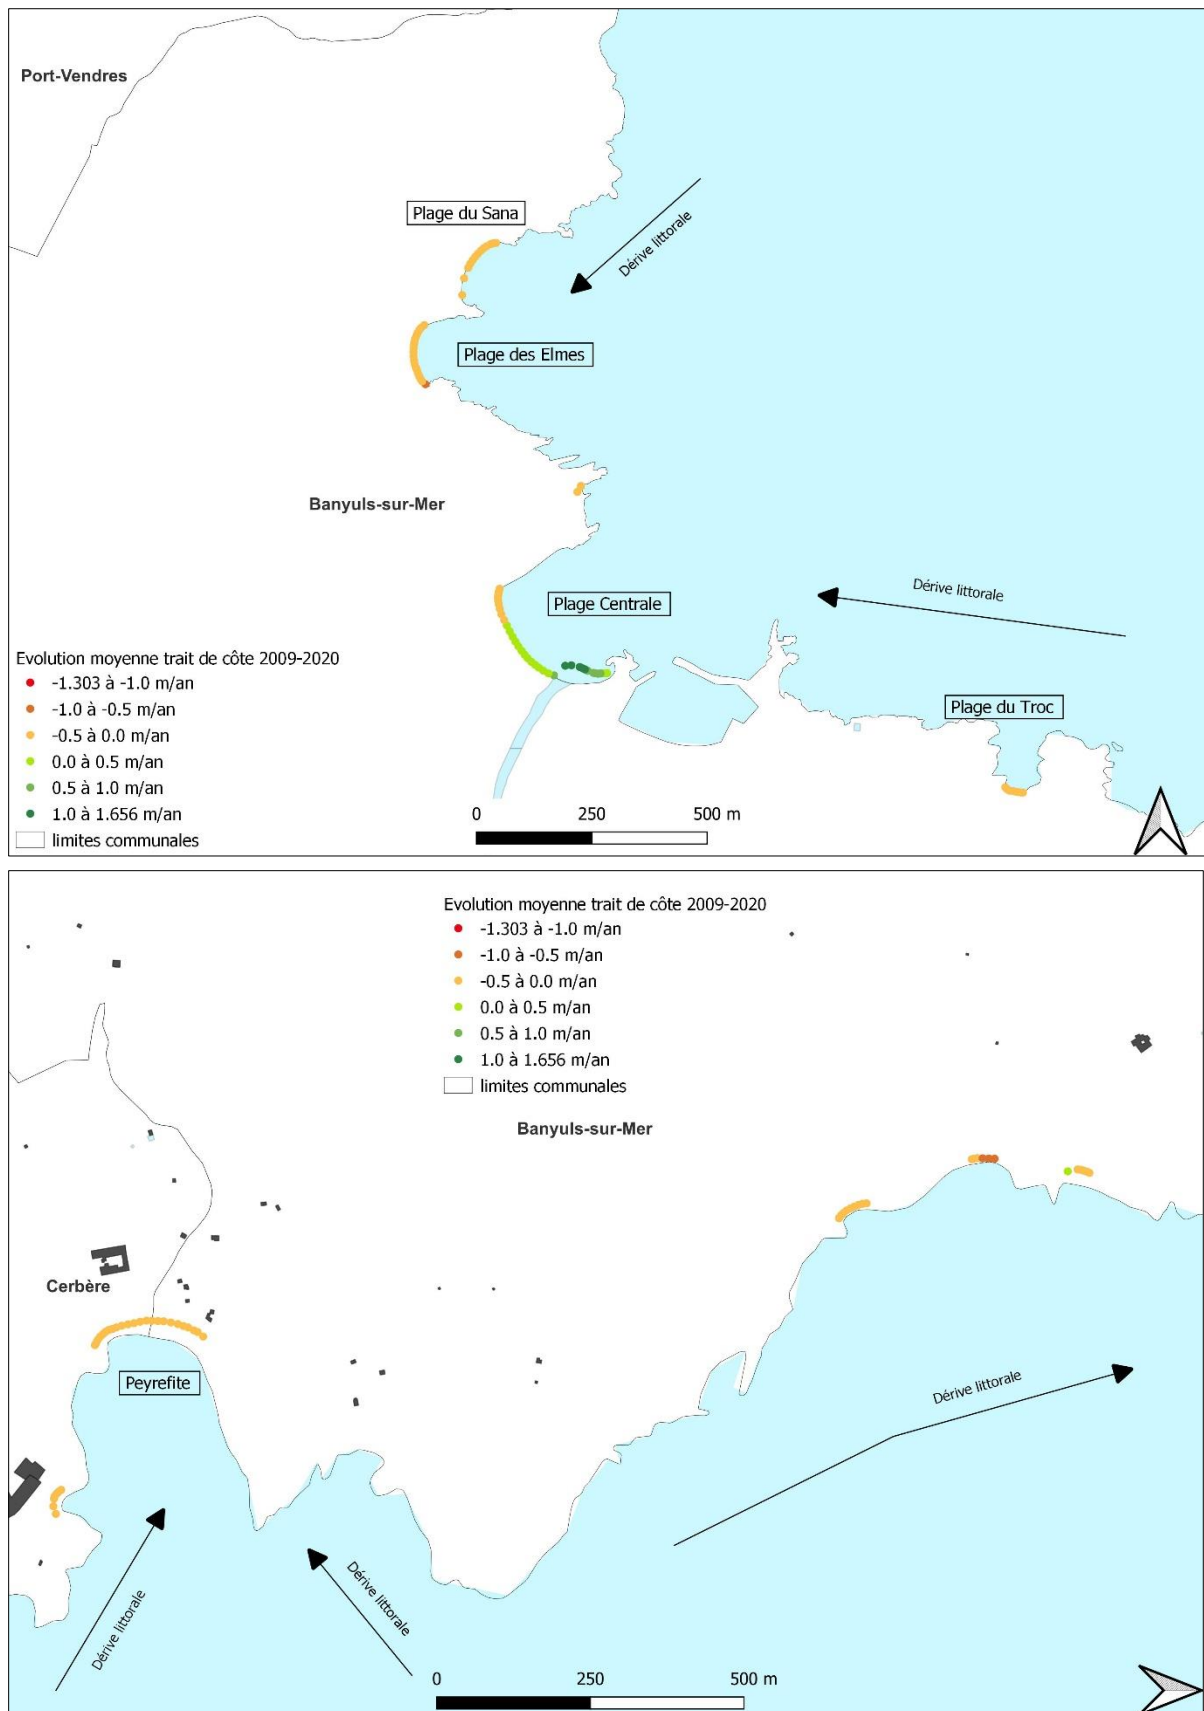 Port-Vendres
Plage du Sana
Dérive littorale
Plage des Elmes
Banyuls-sur-Mer
Dérive littorale
Plage Centrale
Evolution moyenne trait de côte 2009-2020
-1.303 à -1.0 m/an
-1.0 à -0.5 m/an
-0.5 à 0.0 m/an
0.0 à 0.5 m/an
0.5 à 1.0 m/an
1.0 à 1.656 m/an
limites communales
Plage du Troc
0 250 500 m
Evolution moyenne trait de côte 2009-2020
-1.303 à -1.0 m/an
-1.0 à -0.5 m/an
-0.5 à 0.0 m/an
0.0 à 0.5 m/an
0.5 à 1.0 m/an
1.0 à 1.656 m/an
limites communales
Banyuls-sur-Mer
Cerbère
Peyrefite
Dérive littorale
Dérive littorale
Dérive littorale
0 250 500 m